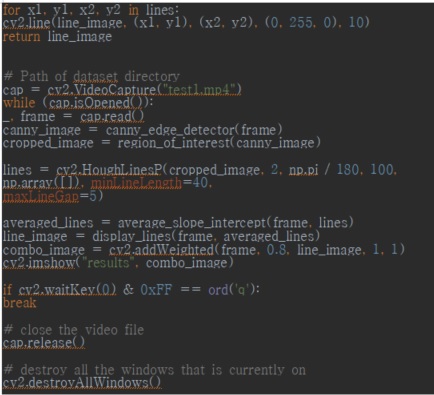 for x1, y1, x2, y2 in lines:
cv2.line(line_image, (x1, y1), (x2, y2), (0, 255, 0), 10)
return line_image
# Path of dataset directory
cap = cv2.VideoCapture("test1.mp4")
while (cap.isOpened()):
_, frame = cap.read()
canny_image = canny_edge_detector(frame)
cropped_image = region_of_interest(canny_image)
lines = cv2.HoughLinesP(cropped_image, 2, np.pi / 180, 100,
np.array([]), minLineLength=40,
maxLineGap=5)
averaged_lines = average_slope_intercept(frame, lines)
line_image = display_lines(frame, averaged_lines)
combo_image = cv2.addWeighted(frame, 0.8, line_image, 1, 1)
cv2.imshow("results", combo_image)
if cv2.waitKey(0) & 0xFF == ord('q'):
break
# close the video file
cap.release()
# destroy all the windows that is currently on
cv2.destroyAllWindows()